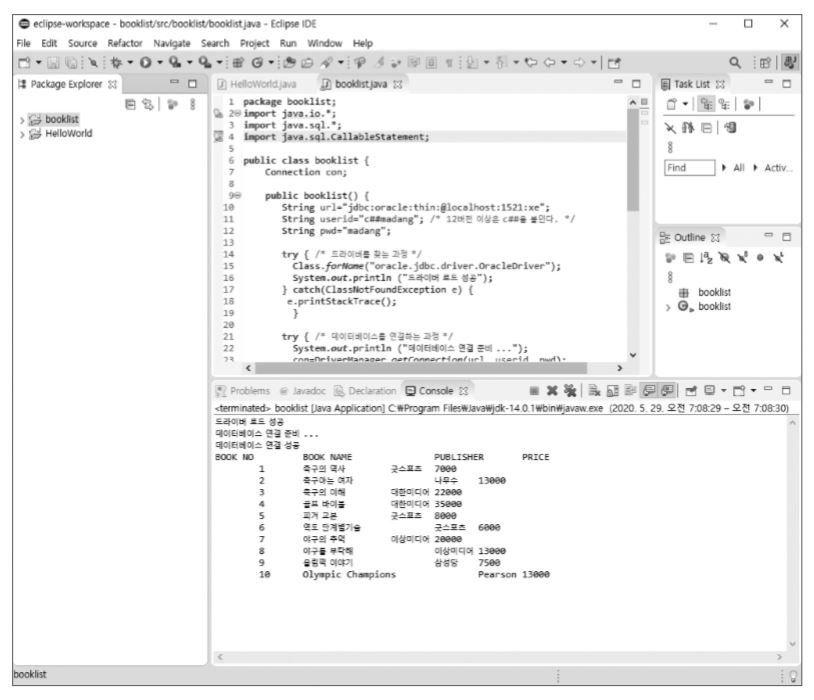 eclipse-workspace - booklist/src/booklist/booklist.java - Eclipse IDE
File Edit Source Refactor Navigate Search Project Run Window Help
Package Explorer
booklist
HelloWorld
HelloWorld.java booklist.java
1 package booklist;
2 import java.io.*;
3 import java.sql.*;
4 import java.sql.CallableStatement;
5
6 public class booklist {
7 Connection con;
8
9 public booklist() {
10 String url="jdbc:oracle:thin:@localhost:1521:xe";
11 String userid="c##madang"; /* 12버전 이상은 c##을 붙인다. */
12 String pwd="madang";
13
14 try { /* 드라이버를 찾는 과정 */
15 Class.forName("oracle.jdbc.driver.OracleDriver");
16 System.out.println ("드라이버 로드 성공");
17 } catch(ClassNotFoundException e) {
18 e.printStackTrace();
19 }
20
21 try { /* 데이터베이스를 연결하는 과정 */
22 System.out.println ("데이터베이스 연결 준비 ...");
23 con=DriverManager.getConnection(url, userid, pwd);
Task List
Find All Activ...
Outline
booklist
booklist
Problems Javadoc Declaration Console
<terminated> booklist [Java Application] C:₩Program Files₩Java₩jdk-14.0.1₩bin₩javaw.exe (2020. 5. 29. 오전 7:08:29 – 오전 7:08:30)
드라이버 로드 성공
데이터베이스 연결 준비 ...
데이터베이스 연결 성공
BOOK NO BOOK NAME PUBLISHER PRICE
1 축구의 역사 굿스포츠 7000
2 축구아는 여자 나무수 13000
3 축구의 이해 대한미디어 22000
4 골프 바이블 대한미디어 35000
5 피겨 교본 굿스포츠 8000
6 역도 단계별기술 굿스포츠 6000
7 야구의 추억 이상미디어 20000
8 야구를 부탁해 이상미디어 13000
9 올림픽 이야기 삼성당 7500
10 Olympic Champions Pearson 13000
booklist